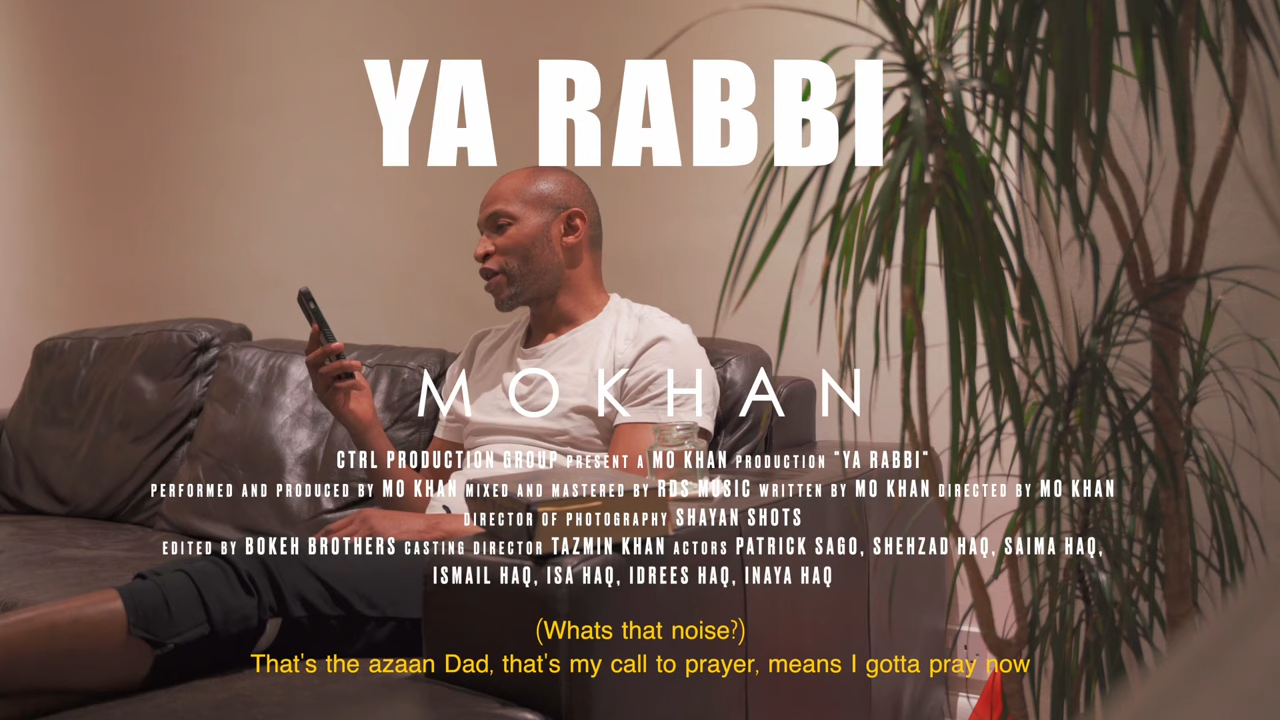 YA RABBI
MOKHAN
CTRL PRODUCTION GROUP PRESENT A MO KHAN PRODUCTION "YA RABBI"
PERFORMED AND PRODUCED BY MO KHAN MIXED AND MASTERED BY RDS MUSIC WRITTEN BY MO KHAN DIRECTED BY MO KHAN
DIRECTOR OF PHOTOGRAPHY SHAYAN SHOTS
EDITED BY BOKEH BROTHERS CASTING DIRECTOR TAZMIN KHAN ACTORS PATRICK SAGO, SHEHZAD HAQ, SAIMA HAQ,
ISMAIL HAQ, ISA HAQ, IDREES HAQ, INAYA HAQ
(Whats that noise?)
That's the azaan Dad, that's my call to prayer, means I gotta pray now